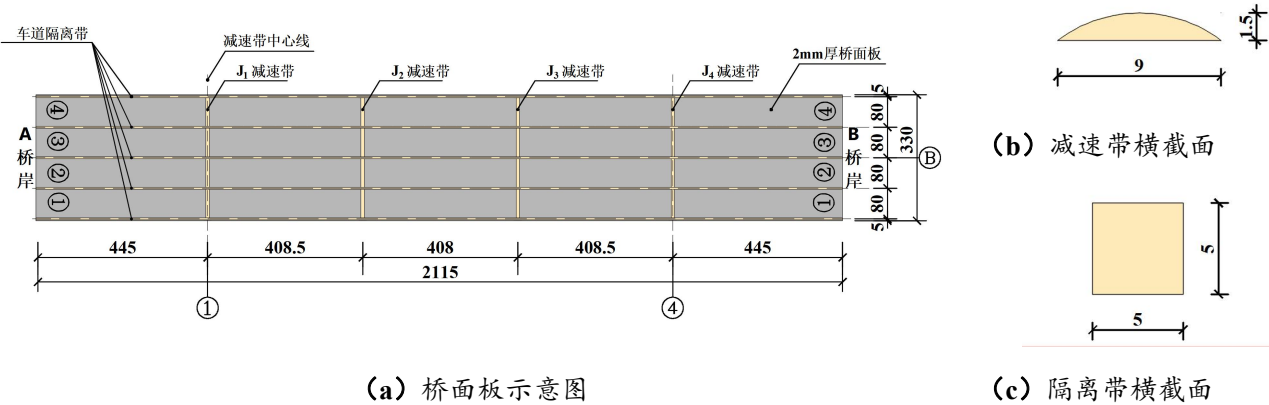 车道隔离带
减速带中心线
J₁ 减速带
J₂ 减速带
J₃ 减速带
J₄ 减速带
2mm厚桥面板
A
桥
岸
④
③
②
①
④
③
②
①
B
桥
岸
5
80
80
80
80
5
330
Ⓑ
445
408.5
408
408.5
445
2115
①
④
(a) 桥面板示意图
1.5
9
(b) 减速带横截面
5
5
(c) 隔离带横截面